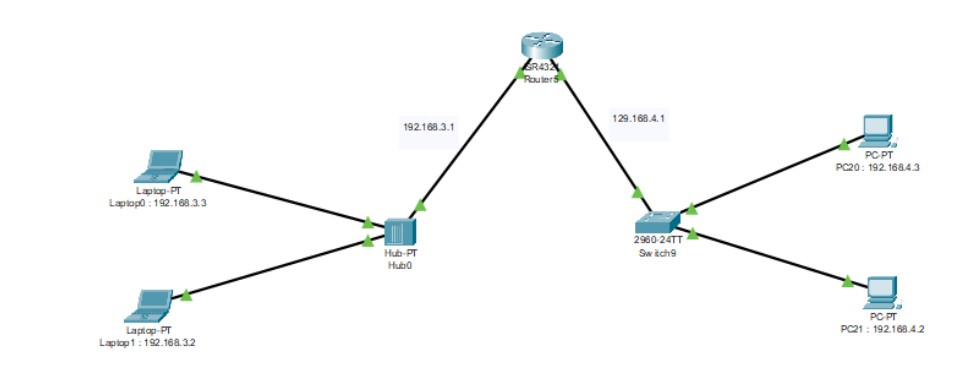 Router8
192.168.3.1
129.168.4.1
PC-PT
PC20 : 192.168.4.3
Laptop-PT
Laptop0 : 192.168.3.3
2960-24TT
Switch9
Hub-PT
Hub0
PC-PT
PC21 : 192.168.4.2
Laptop-PT
Laptop1 : 192.168.3.2